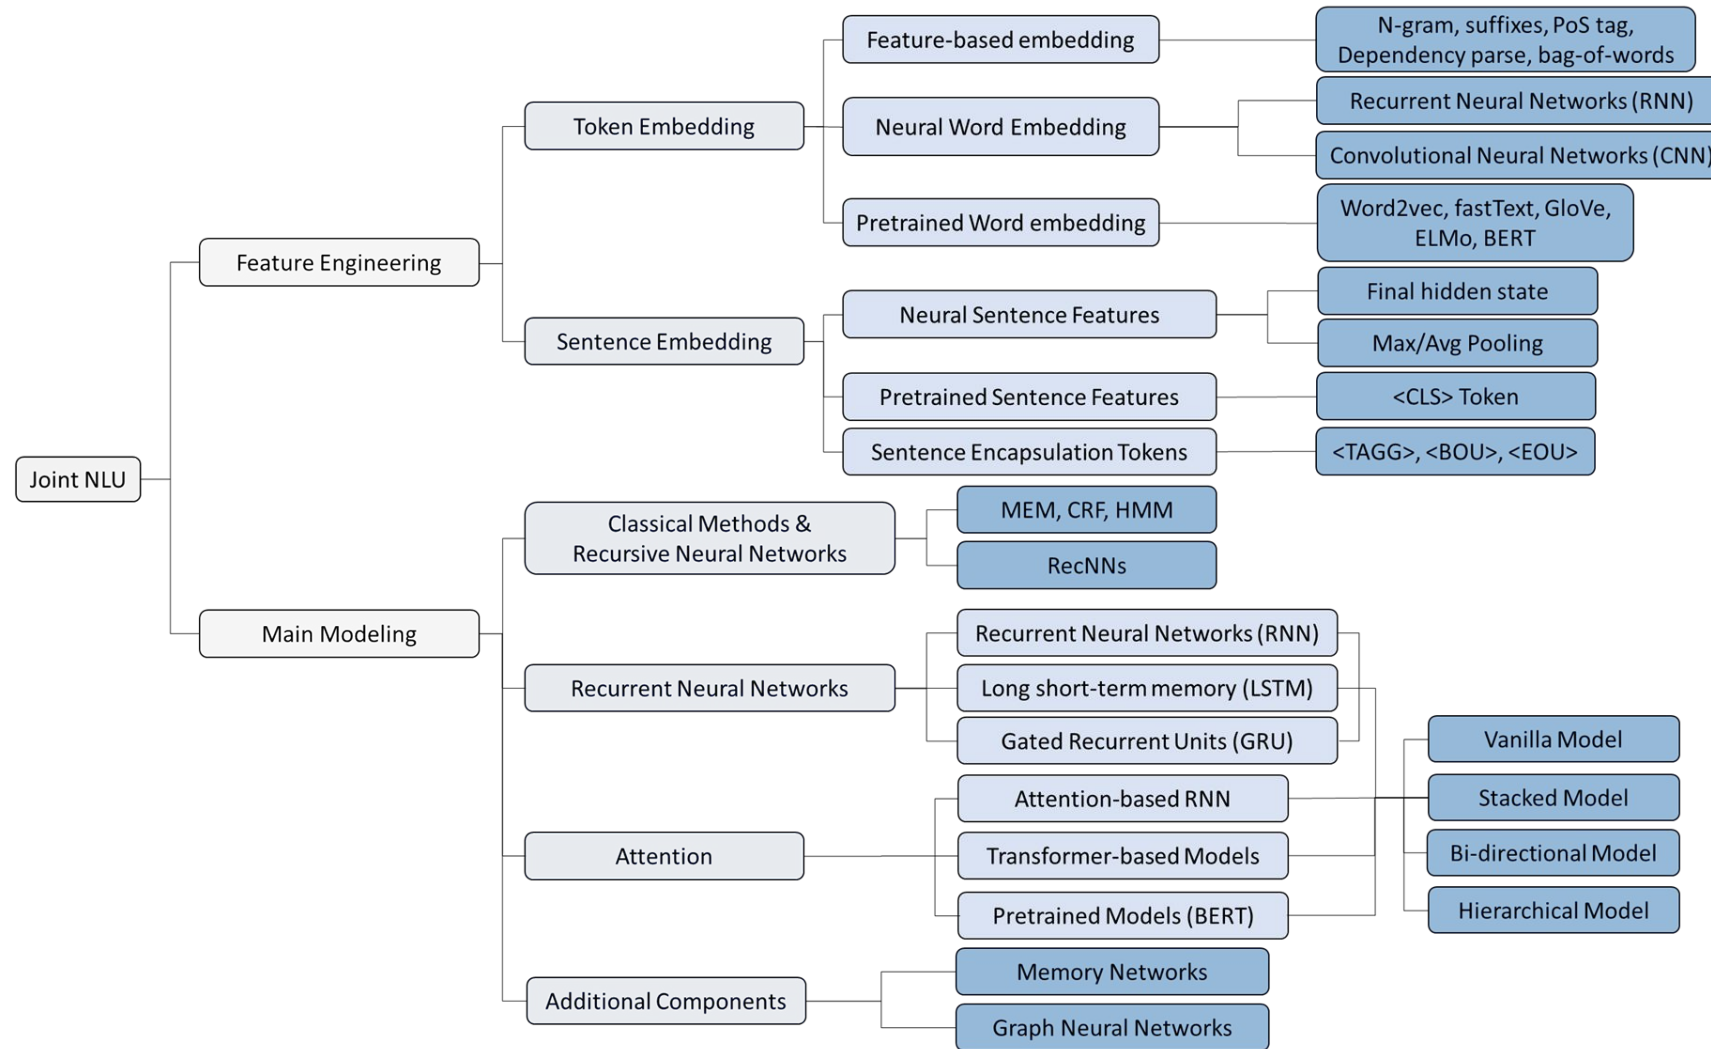 Joint NLU
Feature Engineering
Token Embedding
Feature-based embedding
N-gram, suffixes, PoS tag,
Dependency parse, bag-of-words
Neural Word Embedding
Recurrent Neural Networks (RNN)
Convolutional Neural Networks (CNN)
Pretrained Word embedding
Word2vec, fastText, GloVe,
ELMo, BERT
Sentence Embedding
Neural Sentence Features
Final hidden state
Max/Avg Pooling
Pretrained Sentence Features
<CLS> Token
Sentence Encapsulation Tokens
<TAGG>, <BOU>, <EOU>
Main Modeling
Classical Methods &
Recursive Neural Networks
MEM, CRF, HMM
RecNNs
Recurrent Neural Networks
Recurrent Neural Networks (RNN)
Long short-term memory (LSTM)
Gated Recurrent Units (GRU)
Attention
Attention-based RNN
Transformer-based Models
Pretrained Models (BERT)
Vanilla Model
Stacked Model
Bi-directional Model
Hierarchical Model
Additional Components
Memory Networks
Graph Neural Networks